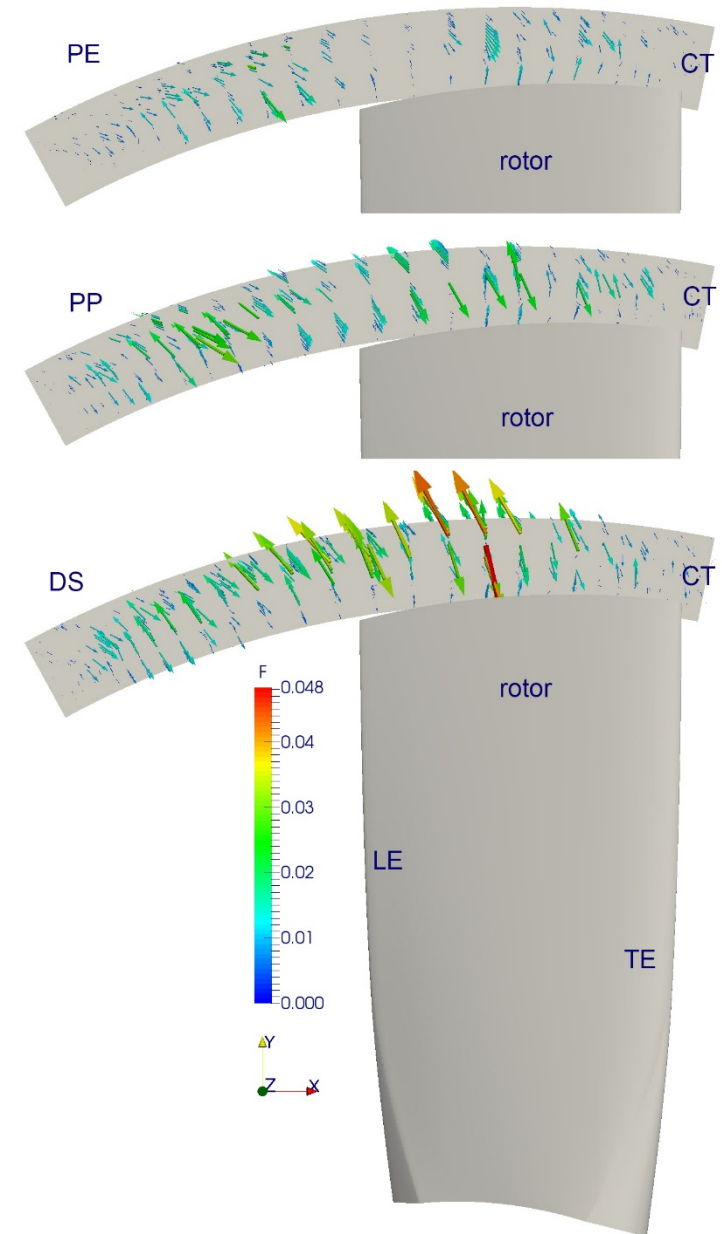 PE
CT
rotor
PP
CT
rotor
DS
CT
rotor
F
0.048
0.04
0.03
LE
0.02
TE
0.01
0.000
Y
Z X